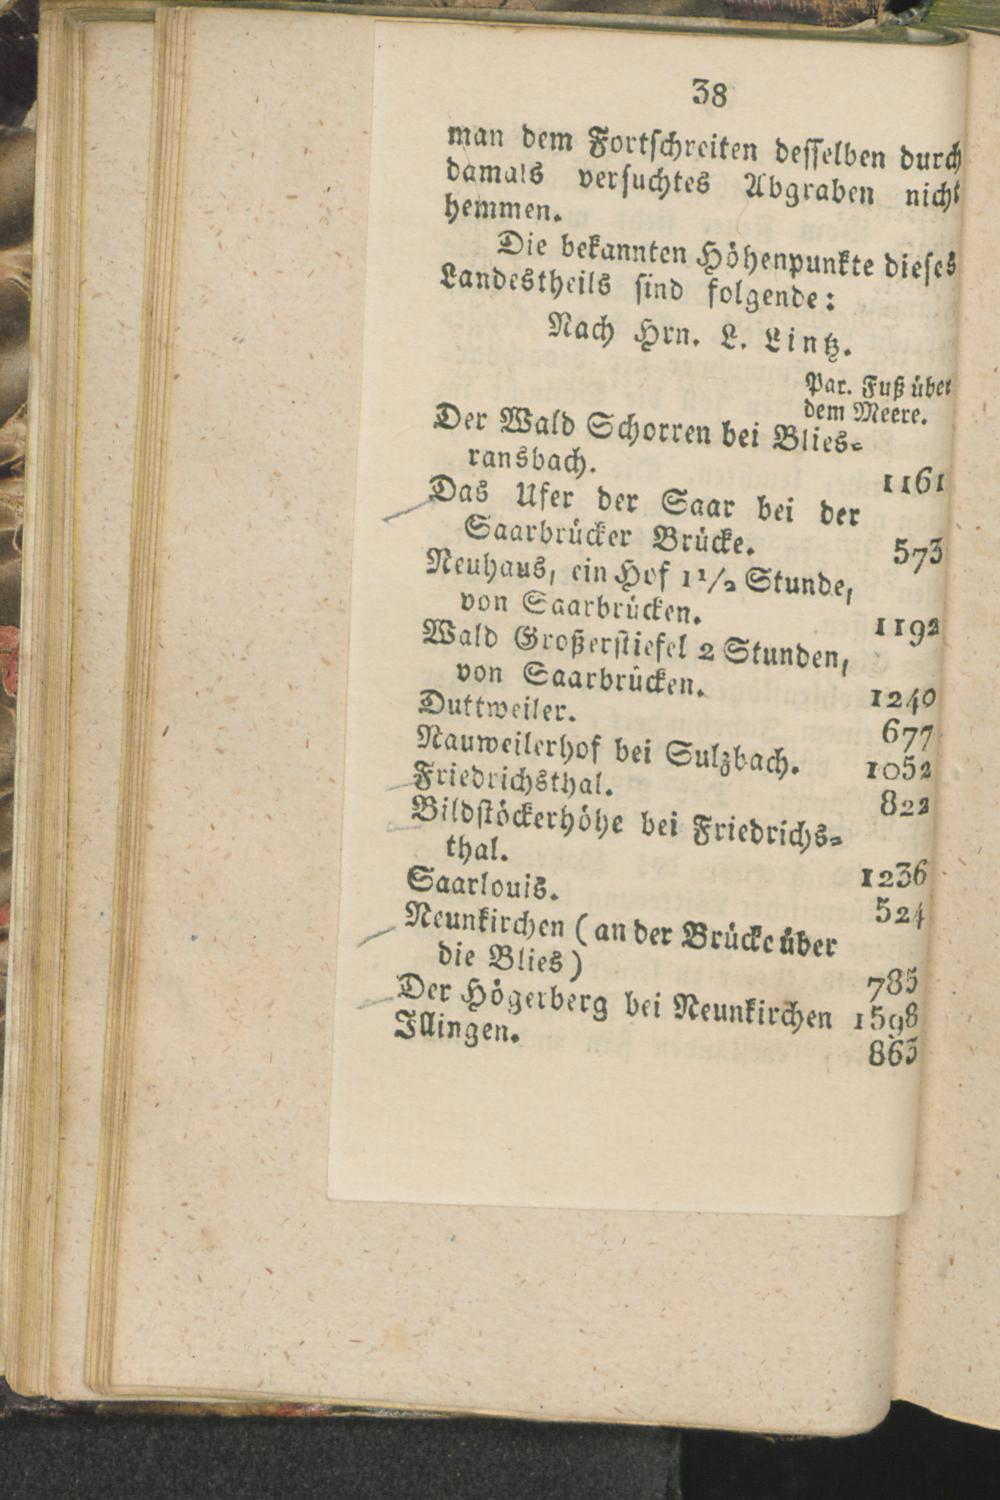 38
man dem Fortschreiten desselben durch
damals versuchtes Abgraben nicht
hemmen.
Die bekannten Höhenpunkte dieses
Landestheils sind folgende:
Nach Hrn. L. Lintz.
Par. Fuß über
dem Meere.
Der Wald Schorren bei Blies-
ransbach. 1161
Das Ufer der Saar bei der
Saarbrücker Brücke. 573
Neuhaus, ein Hof 1 1/2 Stunde,
von Saarbrücken. 1192
Wald Großerstiefel 2 Stunden,
von Saarbrücken. 1240
Duttweiler. 677
Nauweilerhof bei Sulzbach. 1052
Friedrichsthal. 822
Bildstöckerhöhe bei Friedrichs-
thal. 1236
Saarlouis. 524
Neunkirchen (an der Brücke über
die Blies) 785
Der Högerberg bei Neunkirchen 1598
Illingen. 863